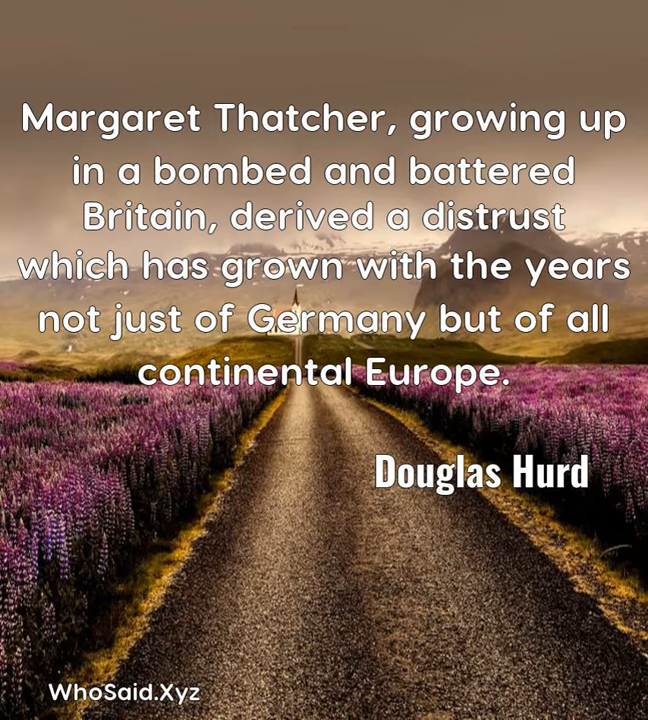 Margaret Thatcher, growing up
in a bombed and battered
Britain, derived a distrust
which has grown with the years
not just of Germany but of all
continental Europe.
Douglas Hurd
WhoSaid.Xyz